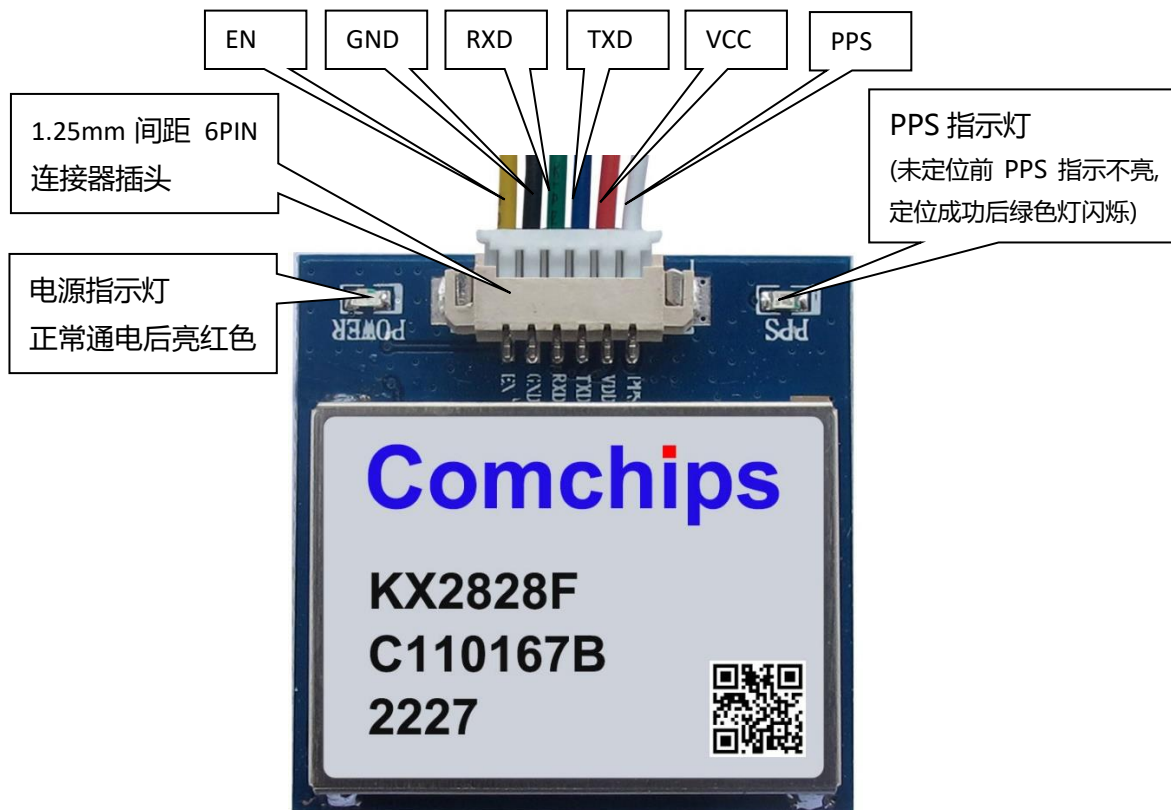 EN
GND
RXD
TXD
VCC
PPS
1.25mm 间距 6PIN
连接器插头
PPS 指示灯
(未定位前 PPS 指示不亮,
定位成功后绿色灯闪烁)
电源指示灯
正常通电后亮红色
POWER
PPS
EN
GND
RXD
TXD
VDD
PPS
Comchips
KX2828F
C110167B
2227